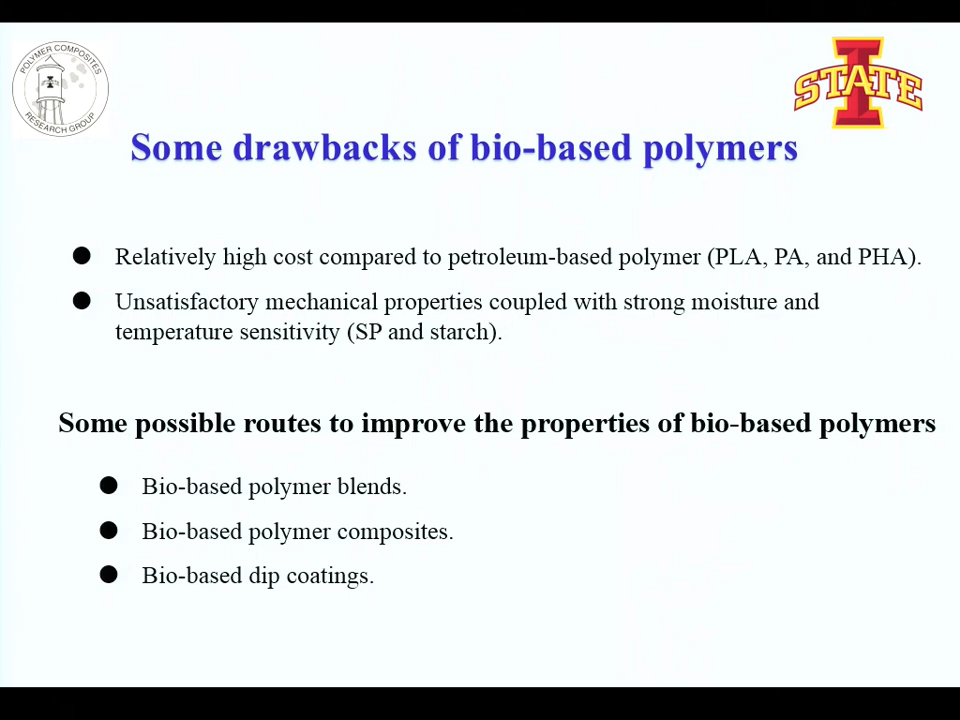 POLYMER COMPOSITES
RESEARCH GROUP
I
STATE
Some drawbacks of bio-based polymers
● Relatively high cost compared to petroleum-based polymer (PLA, PA, and PHA).
● Unsatisfactory mechanical properties coupled with strong moisture and
temperature sensitivity (SP and starch).
Some possible routes to improve the properties of bio-based polymers
● Bio-based polymer blends.
● Bio-based polymer composites.
● Bio-based dip coatings.